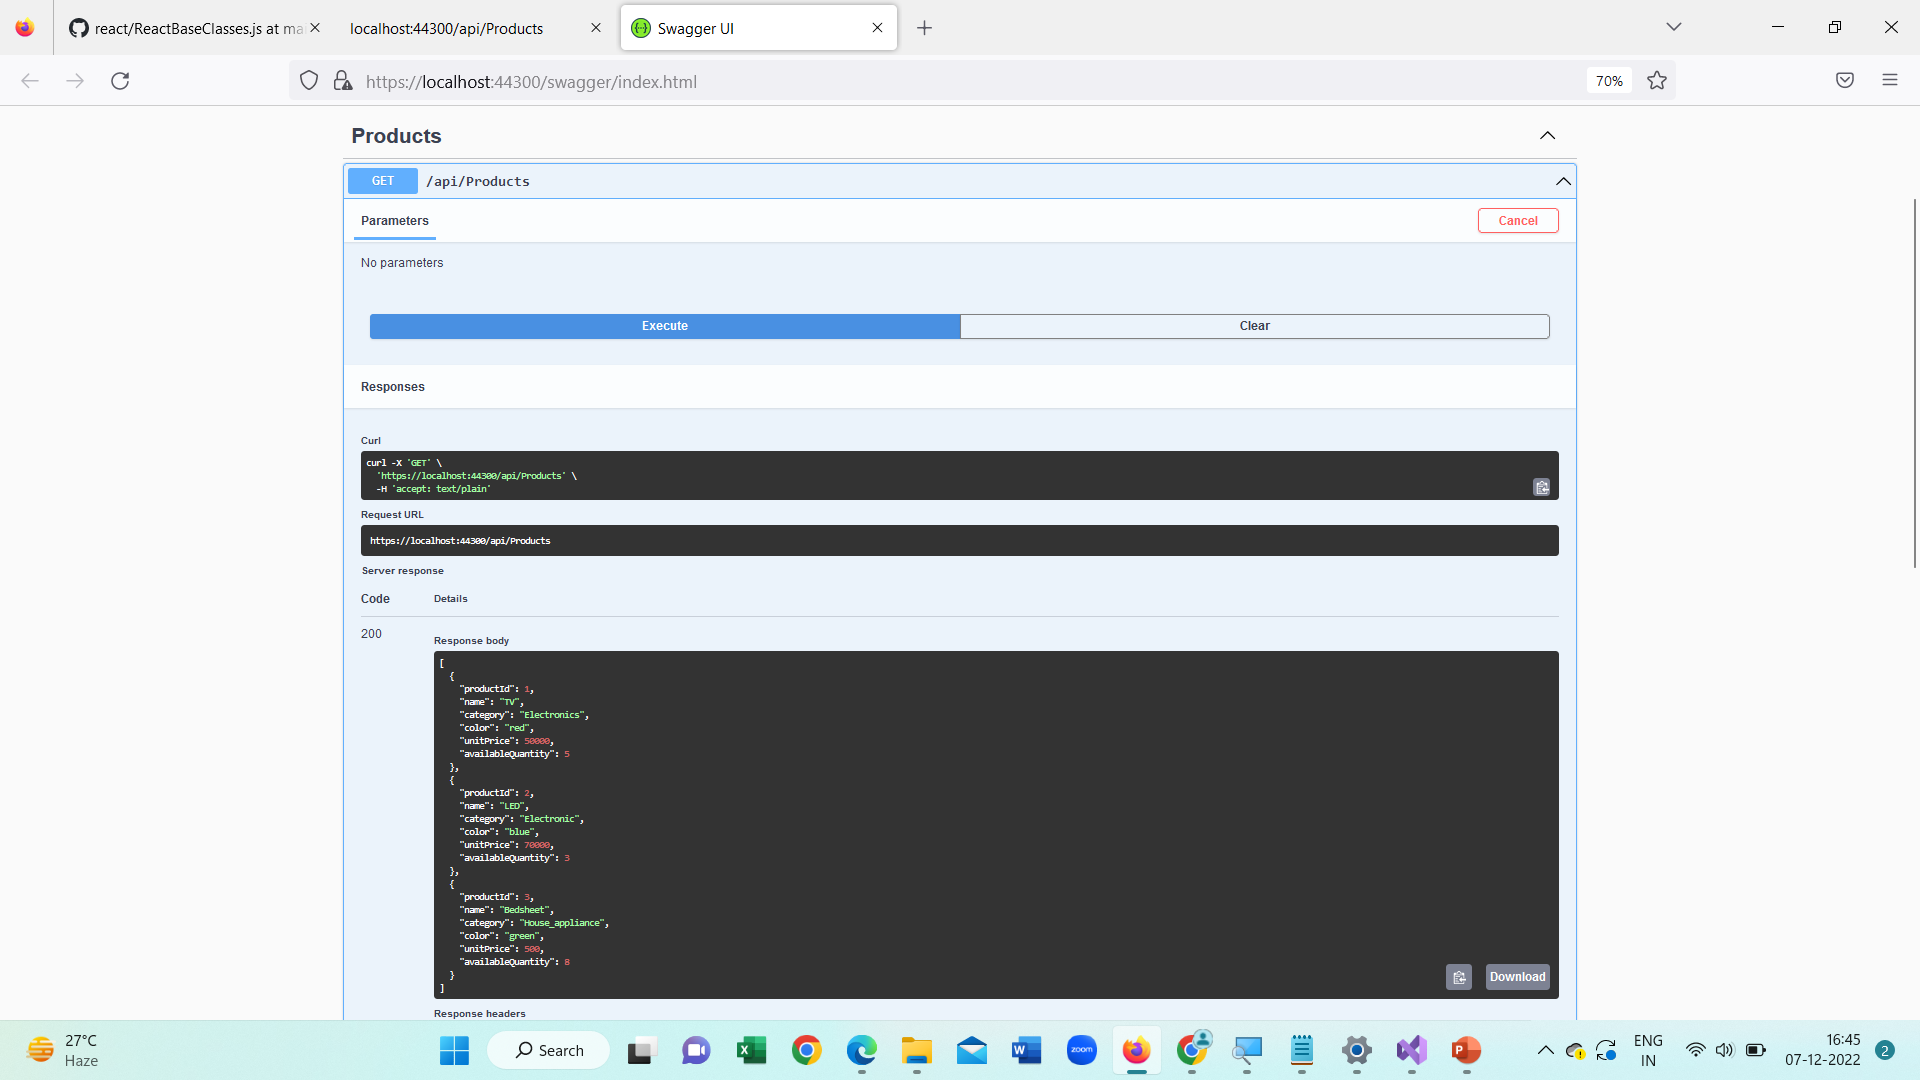 react/ReactBaseClasses.js at ma
localhost:44300/api/Products
Swagger UI
https://localhost:44300/swagger/index.html
70%
Products
GET
/api/Products
Parameters
Cancel
No parameters
Execute
Clear
Responses
Curl
curl -X 'GET' \
'https://localhost:44300/api/Products' \
-H 'accept: text/plain'
Request URL
https://localhost:44300/api/Products
Server response
Code
Details
200
Response body
[
{
"productId": 1,
"name": "TV",
"category": "Electronics",
"color": "red",
"unitPrice": 50000,
"availableQuantity": 5
},
{
"productId": 2,
"name": "LED",
"category": "Electronic",
"color": "blue",
"unitPrice": 70000,
"availableQuantity": 3
},
{
"productId": 3,
"name": "Bedsheet",
"category": "House_appliance",
"color": "green",
"unitPrice": 500,
"availableQuantity": 8
}
]
Download
Response headers
27°C
Haze
Search
zoom
ENG
IN
16:45
07-12-2022
2